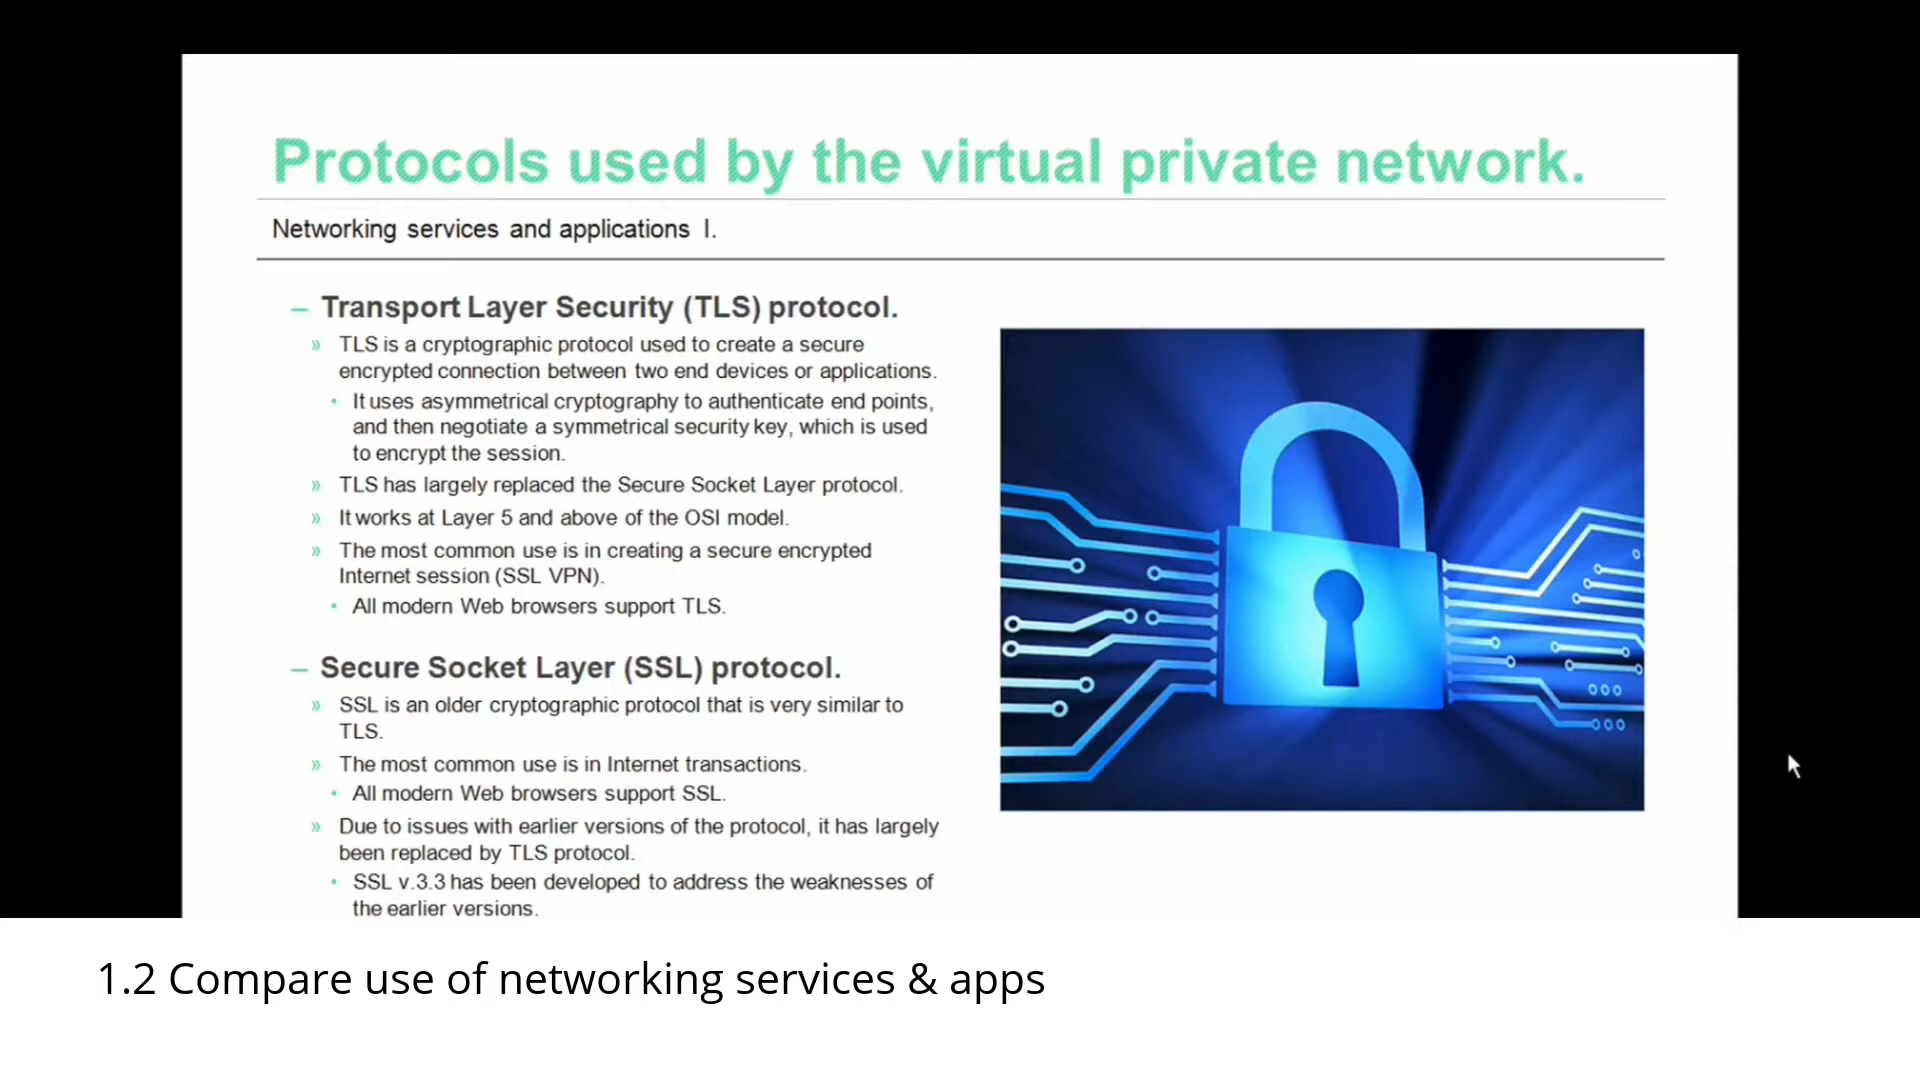 Protocols used by the virtual private network.
Networking services and applications I.
– Transport Layer Security (TLS) protocol.
» TLS is a cryptographic protocol used to create a secure
encrypted connection between two end devices or applications.
• It uses asymmetrical cryptography to authenticate end points,
and then negotiate a symmetrical security key, which is used
to encrypt the session.
» TLS has largely replaced the Secure Socket Layer protocol.
» It works at Layer 5 and above of the OSI model.
» The most common use is in creating a secure encrypted
Internet session (SSL VPN).
• All modern Web browsers support TLS.
– Secure Socket Layer (SSL) protocol.
» SSL is an older cryptographic protocol that is very similar to
TLS.
» The most common use is in Internet transactions.
• All modern Web browsers support SSL.
» Due to issues with earlier versions of the protocol, it has largely
been replaced by TLS protocol.
• SSL v.3.3 has been developed to address the weaknesses of
the earlier versions.
1.2 Compare use of networking services & apps